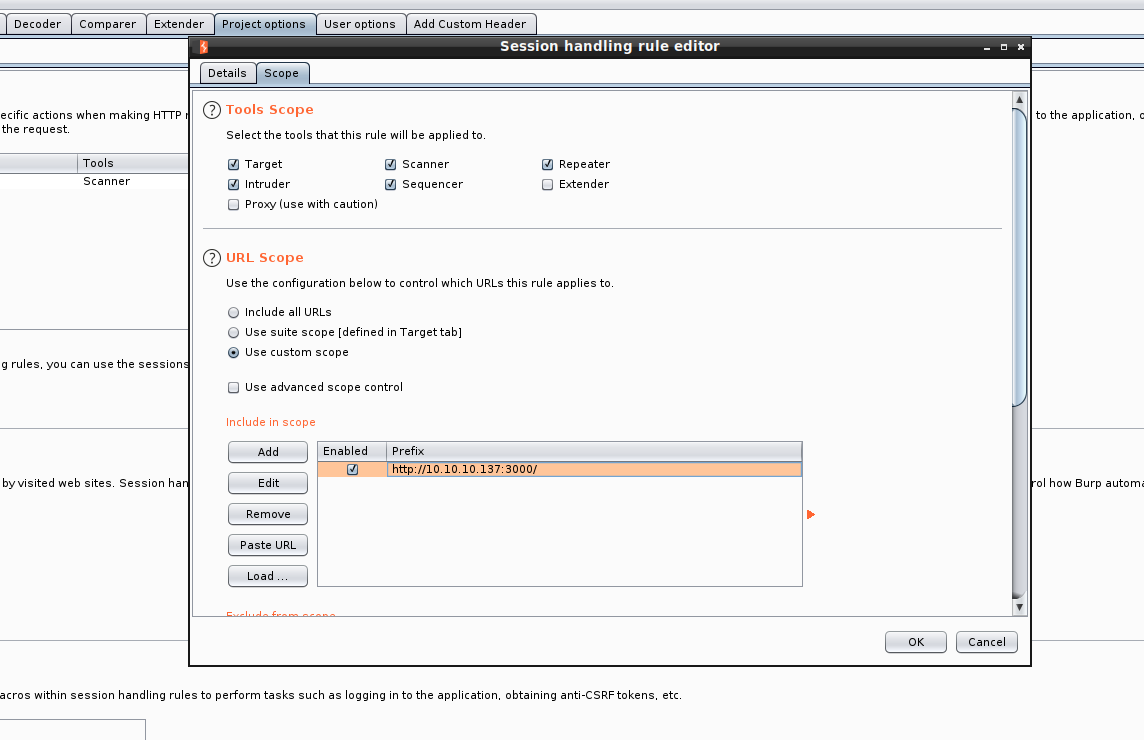 Decoder Comparer Extender Project options User options Add Custom Header
Session handling rule editor
Details Scope
ecific actions when making HTTP r
the request.
to the application, o
Tools
Scanner
? Tools Scope
Select the tools that this rule will be applied to.
Target Scanner Repeater
Intruder Sequencer Extender
Proxy (use with caution)
? URL Scope
Use the configuration below to control which URLs this rule applies to.
Include all URLs
Use suite scope [defined in Target tab]
Use custom scope
g rules, you can use the sessions
Use advanced scope control
Include in scope
Add
Edit
Remove
Paste URL
Load ...
Enabled Prefix
http://10.10.10.137:3000/
by visited web sites. Session han
rol how Burp automa
Exclude from scope
OK Cancel
acros within session handling rules to perform tasks such as logging in to the application, obtaining anti-CSRF tokens, etc.